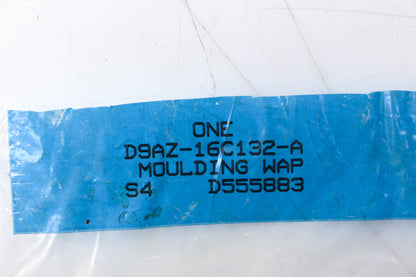 ONE
D9AZ-16C132-A
MOULDING WAP
S4 D555883